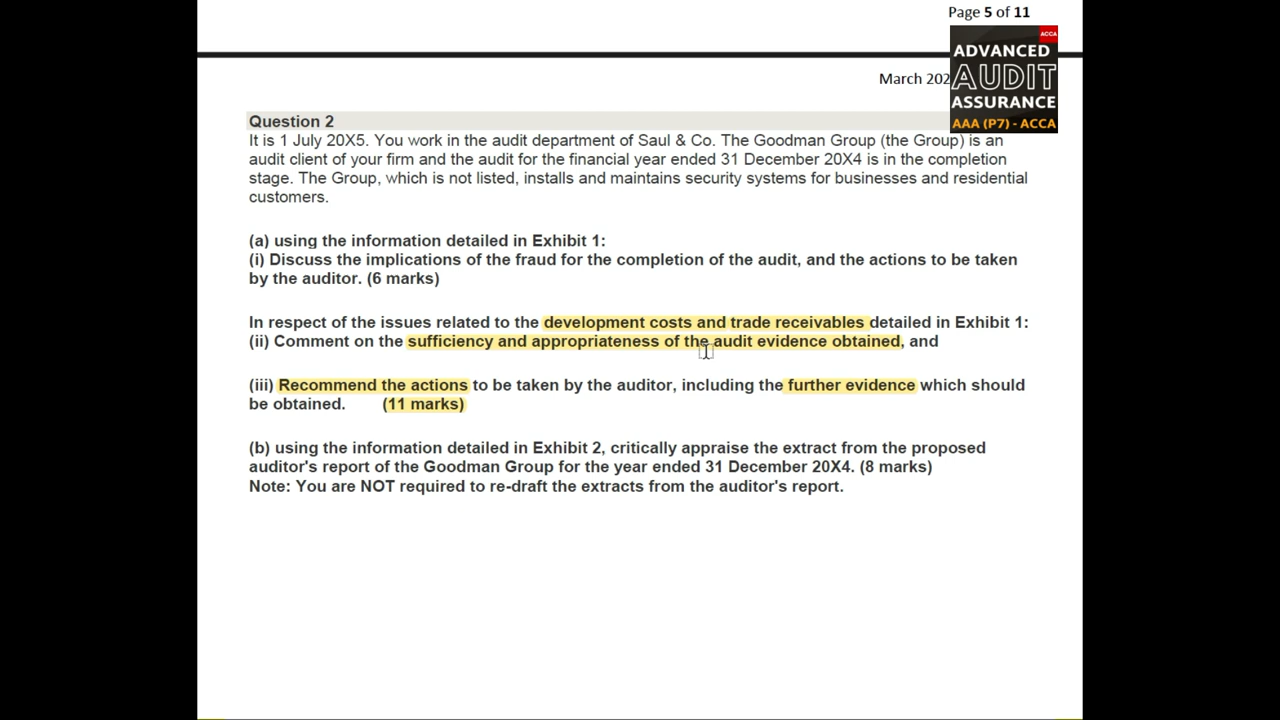 Page 5 of 11
ACCA
ADVANCED
AUDIT
ASSURANCE
AAA (P7) - ACCA
March 202
Question 2
It is 1 July 20X5. You work in the audit department of Saul & Co. The Goodman Group (the Group) is an
audit client of your firm and the audit for the financial year ended 31 December 20X4 is in the completion
stage. The Group, which is not listed, installs and maintains security systems for businesses and residential
customers.
(a) using the information detailed in Exhibit 1:
(i) Discuss the implications of the fraud for the completion of the audit, and the actions to be taken
by the auditor. (6 marks)
In respect of the issues related to the development costs and trade receivables detailed in Exhibit 1:
(ii) Comment on the sufficiency and appropriateness of the audit evidence obtained, and
(iii) Recommend the actions to be taken by the auditor, including the further evidence which should
be obtained. (11 marks)
(b) using the information detailed in Exhibit 2, critically appraise the extract from the proposed
auditor's report of the Goodman Group for the year ended 31 December 20X4. (8 marks)
Note: You are NOT required to re-draft the extracts from the auditor's report.